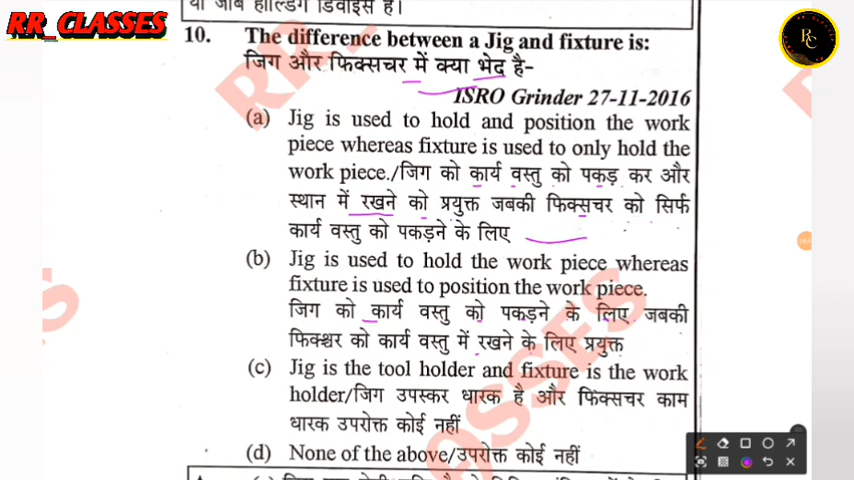 या जॉब होल्डिंग डिवाइस है।
RR_CLASSES
RC
10. The difference between a Jig and fixture is:
जिग और फिक्सचर में क्या भेद है-
ISRO Grinder 27-11-2016
(a) Jig is used to hold and position the work
piece whereas fixture is used to only hold the
work piece./जिग को कार्य वस्तु को पकड़ कर और
स्थान में रखने को प्रयुक्त जबकी फिक्सचर को सिर्फ
कार्य वस्तु को पकड़ने के लिए
(b) Jig is used to hold the work piece whereas
fixture is used to position the work piece.
जिग को कार्य वस्तु को पकड़ने के लिए जबकी
फिक्श्चर को कार्य वस्तु में रखने के लिए प्रयुक्त
(c) Jig is the tool holder and fixture is the work
holder/जिग उपस्कर धारक है और फिक्सचर काम
धारक उपरोक्त कोई नहीं
(d) None of the above/उपरोक्त कोई नहीं